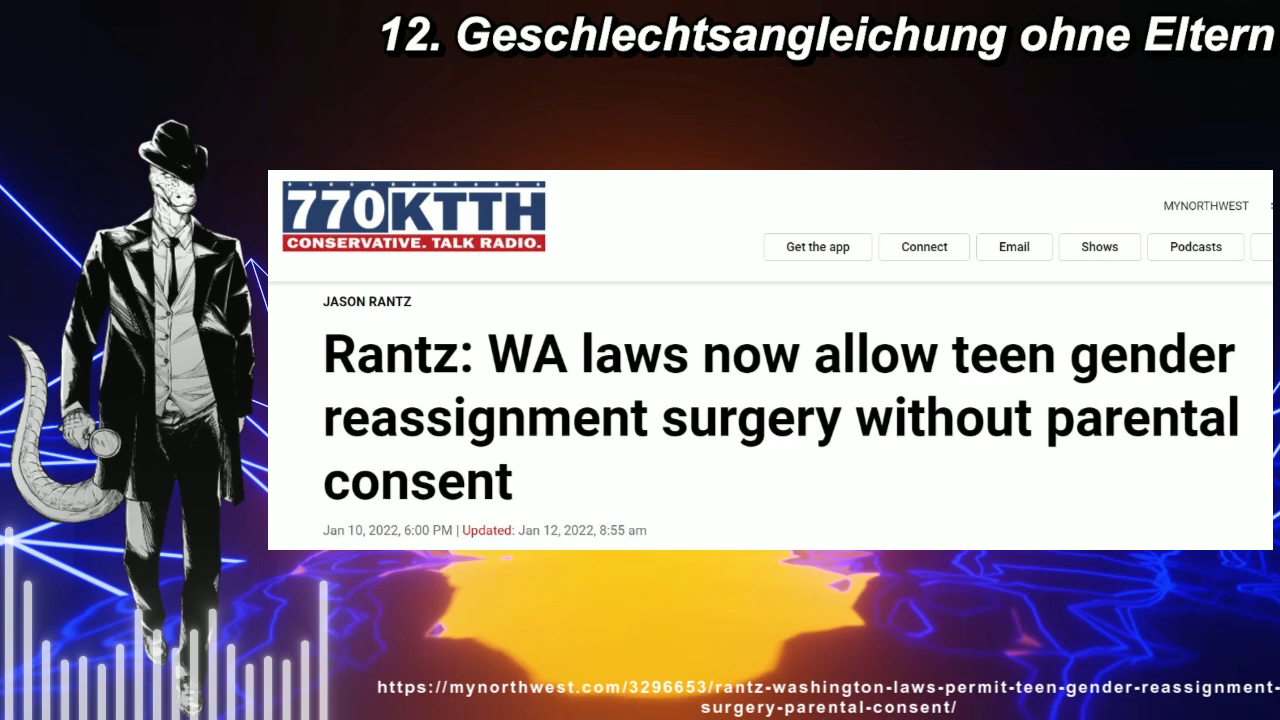 12. Geschlechtsangleichung ohne Eltern
770KTTH
CONSERVATIVE. TALK RADIO.
MYNORTHWEST
Get the app Connect Email Shows Podcasts
JASON RANTZ
Rantz: WA laws now allow teen gender
reassignment surgery without parental
consent
Jan 10, 2022, 6:00 PM | Updated: Jan 12, 2022, 8:55 am
https://mynorthwest.com/3296653/rantz-washington-laws-permit-teen-gender-reassignment-
surgery-parental-consent/